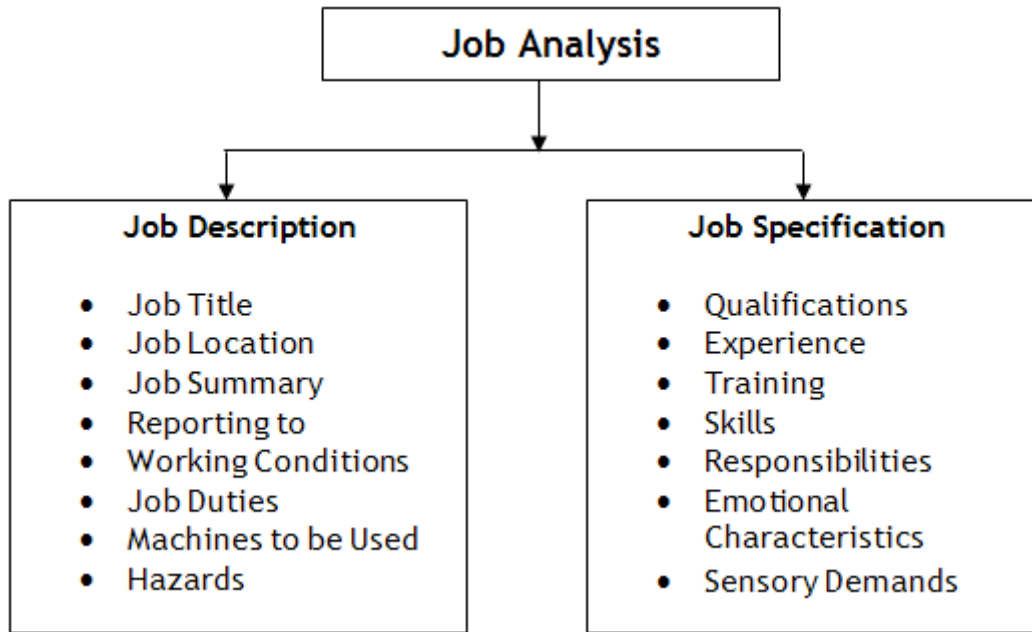 Job Analysis
Job Description
• Job Title
• Job Location
• Job Summary
• Reporting to
• Working Conditions
• Job Duties
• Machines to be Used
• Hazards
Job Specification
• Qualifications
• Experience
• Training
• Skills
• Responsibilities
• Emotional
Characteristics
• Sensory Demands